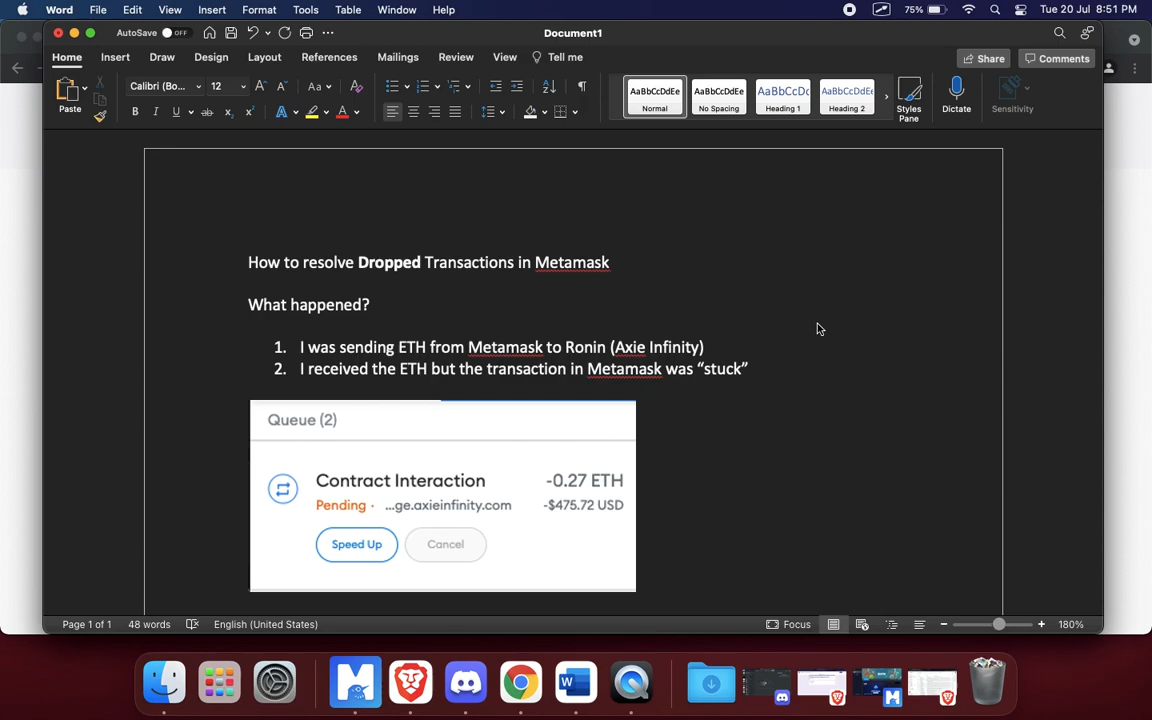 Word File Edit View Insert Format Tools Table Window Help 75% Tue 20 Jul 8:51 PM
AutoSave OFF Document1
Home Insert Draw Design Layout References Mailings Review View Tell me Share Comments
Paste Calibri (Bo... 12 Aa AaBbCcDdEe AaBbCcDdEe AaBbCcDc AaBbCcDdEe Styles Pane Dictate Sensitivity
B I U ab x₂ x² A A Normal No Spacing Heading 1 Heading 2
How to resolve Dropped Transactions in Metamask
What happened?
1. I was sending ETH from Metamask to Ronin (Axie Infinity)
2. I received the ETH but the transaction in Metamask was “stuck”
Queue (2)
Contract Interaction -0.27 ETH
Pending · ...ge.axieinfinity.com -$475.72 USD
Speed Up Cancel
Page 1 of 1 48 words English (United States) Focus 180%